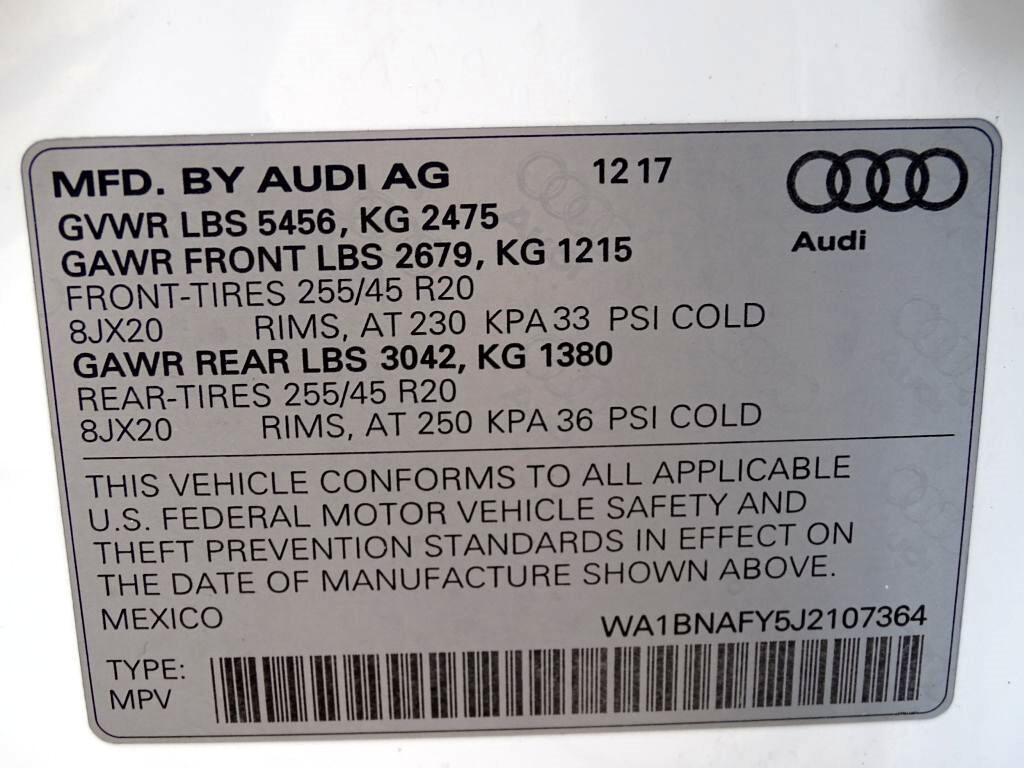 MFD. BY AUDI AG 12 17
Audi
GVWR LBS 5456, KG 2475
GAWR FRONT LBS 2679, KG 1215
FRONT-TIRES 255/45 R20
8JX20 RIMS, AT 230 KPA 33 PSI COLD
GAWR REAR LBS 3042, KG 1380
REAR-TIRES 255/45 R20
8JX20 RIMS, AT 250 KPA 36 PSI COLD
THIS VEHICLE CONFORMS TO ALL APPLICABLE
U.S. FEDERAL MOTOR VEHICLE SAFETY AND
THEFT PREVENTION STANDARDS IN EFFECT ON
THE DATE OF MANUFACTURE SHOWN ABOVE.
MEXICO WA1BNAFY5J2107364
TYPE:
MPV